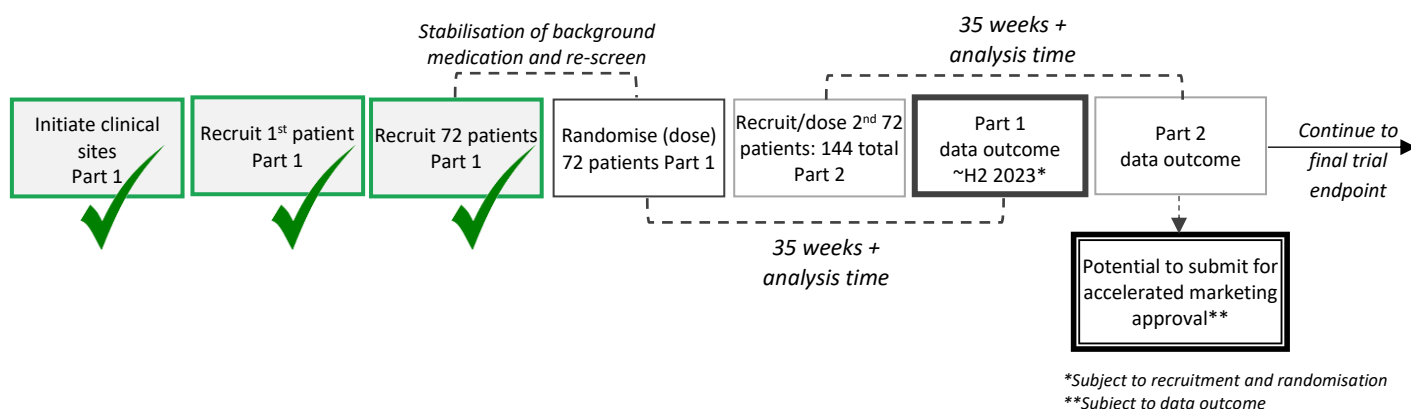 Stabilisation of background
medication and re-screen
35 weeks +
analysis time
Initiate clinical
sites
Part 1
Recruit 1st patient
Part 1
Recruit 72 patients
Part 1
Randomise (dose)
72 patients Part 1
Recruit/dose 2nd 72
patients: 144 total
Part 2
Part 1
data outcome
~H2 2023*
Part 2
data outcome
Continue to
final trial
endpoint
35 weeks +
analysis time
Potential to submit for
accelerated marketing
approval**
*Subject to recruitment and randomisation
**Subject to data outcome